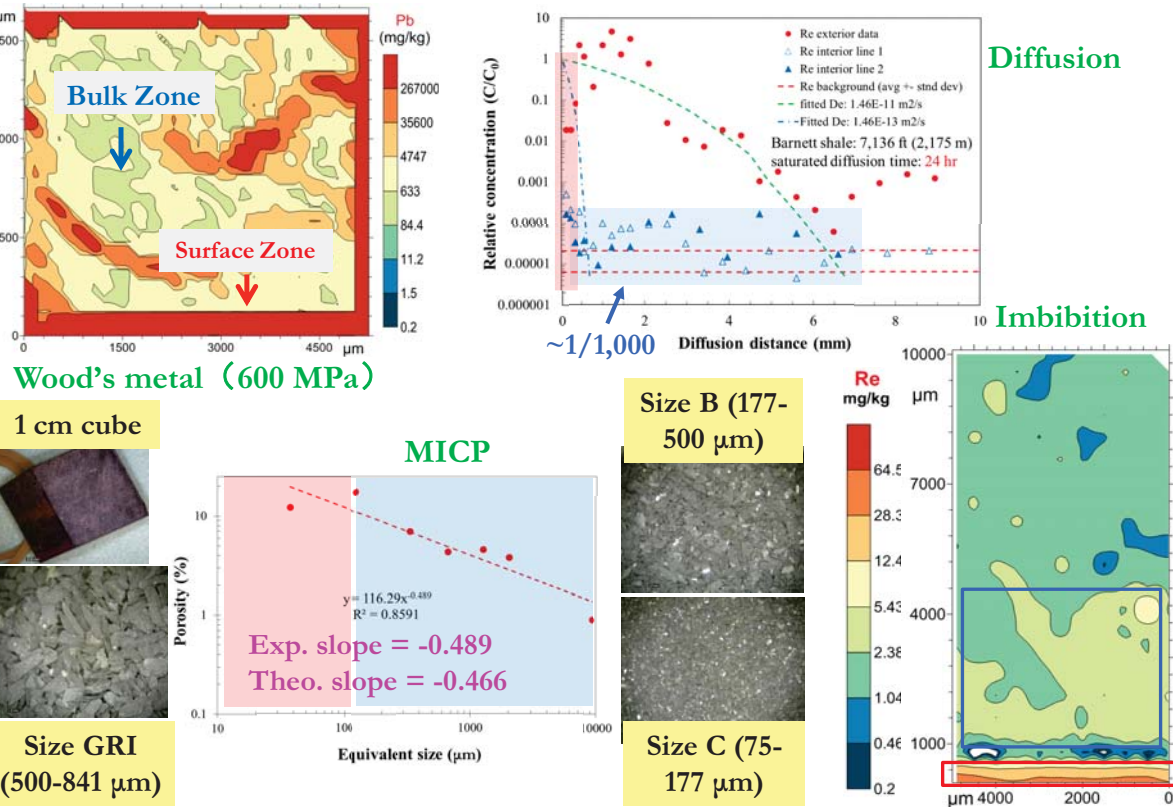 μm
Pb
(mg/kg)
267000
35600
4747
633
84.4
11.2
1.5
0.2
Bulk Zone
Surface Zone
0
1500
3000
4500
μm
Wood's metal（600 MPa）
Relative concentration (C/C0)
10
1
0.1
0.01
0.001
0.0001
0.00001
0.000001
Re exterior data
Re interior line 1
Re interior line 2
Re background (avg +- stnd dev)
fitted De: 1.46E-11 m2/s
Fitted De: 1.46E-13 m2/s
Barnett shale: 7,136 ft (2,175 m)
saturated diffusion time: 24 hr
0
2
4
6
8
10
Diffusion distance (mm)
~1/1,000
Diffusion
Imbibition
1 cm cube
Size GRI
(500-841 μm)
MICP
Porosity (%)
10
1
0.1
y= 116.29x-0.489
R² = 0.8591
Exp. slope = -0.489
Theo. slope = -0.466
10
100
1000
10000
Equivalent size (μm)
Size B (177-
500 μm)
Size C (75-
177 μm)
Re
mg/kg
28.3
12.4
5.43
2.38
1.04
0.46
0.2
10000
μm
7000
4000
1000
μm 4000
2000
0